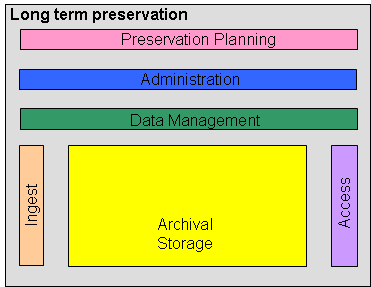 Long term preservation
Preservation Planning
Administration
Data Management
Ingest
Archival
Storage
Access